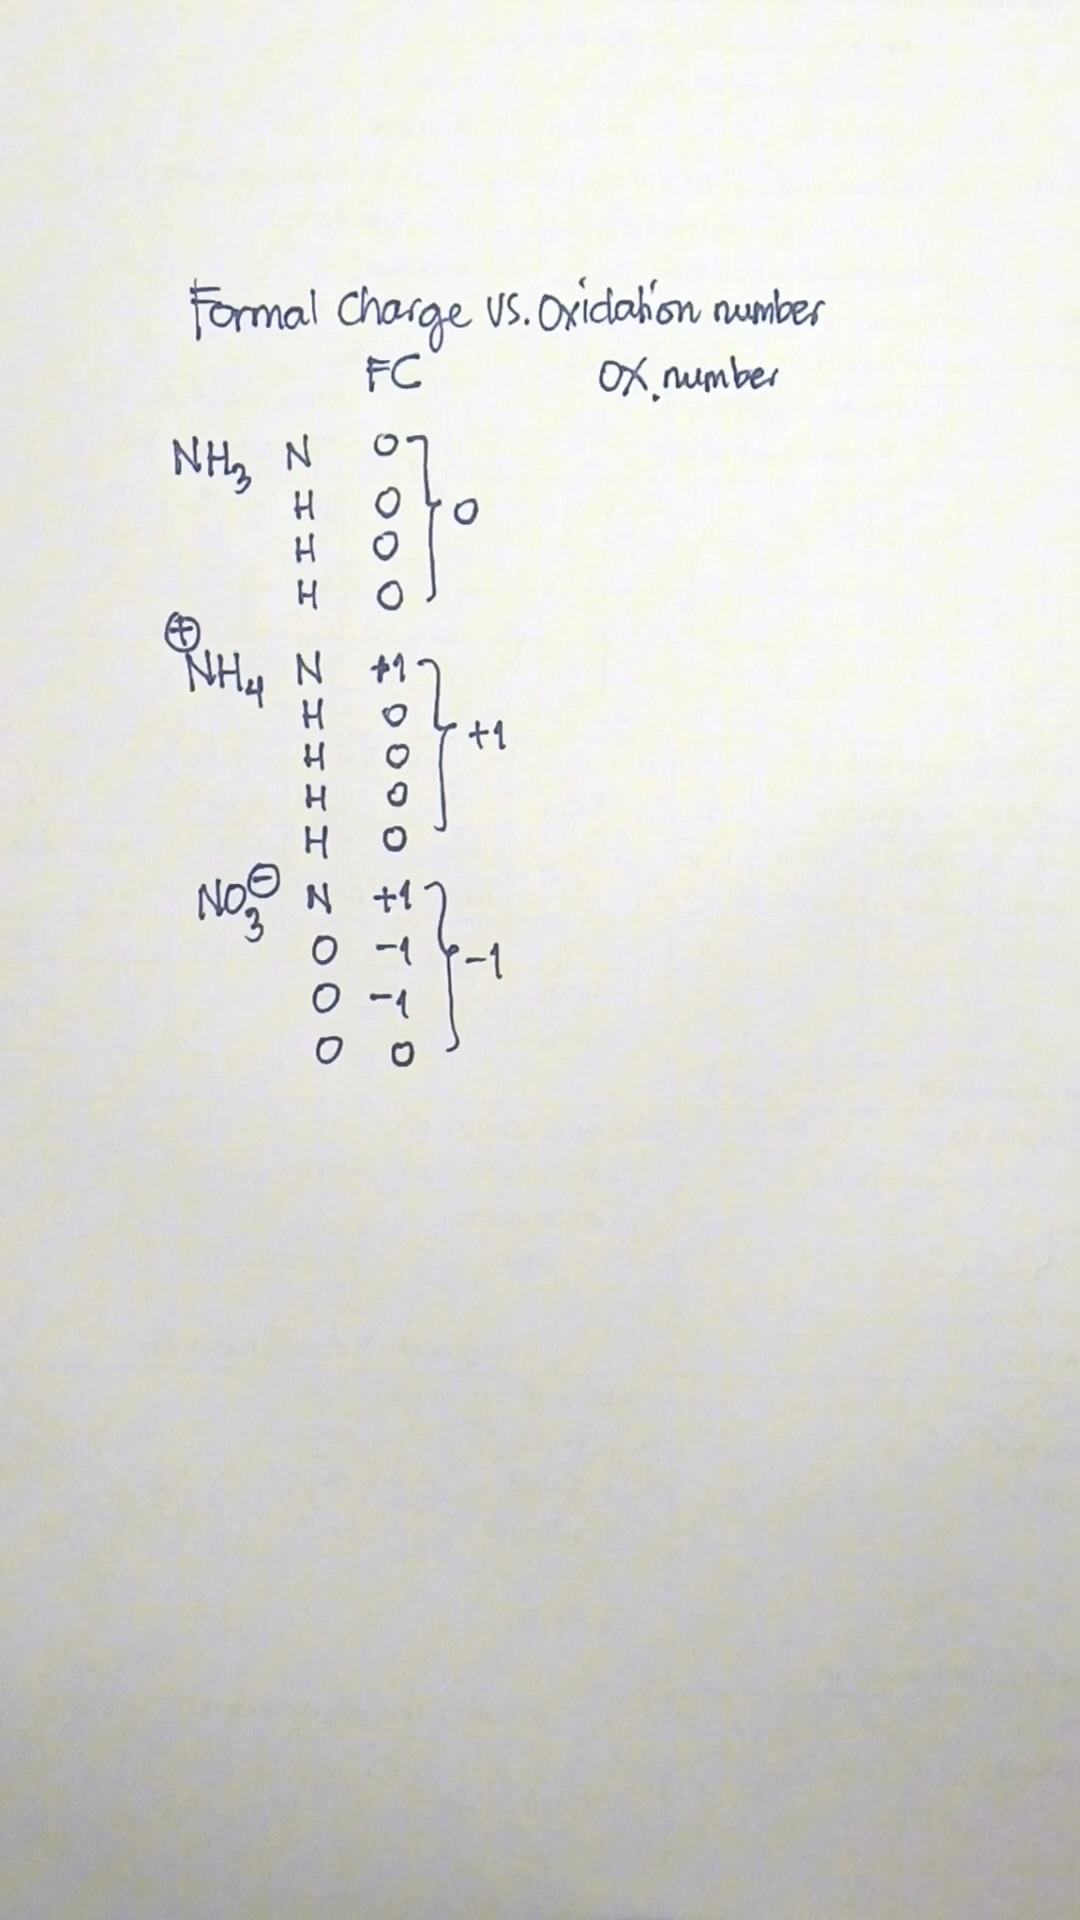 Formal Charge vs. Oxidation number
FC OX. number
NH₃ N 0
H 0 } 0
H 0
H 0
⊕NH₄ N +1
H 0 } +1
H 0
H 0
H 0
NO₃⊖ N +1
O -1 } -1
O -1
O 0